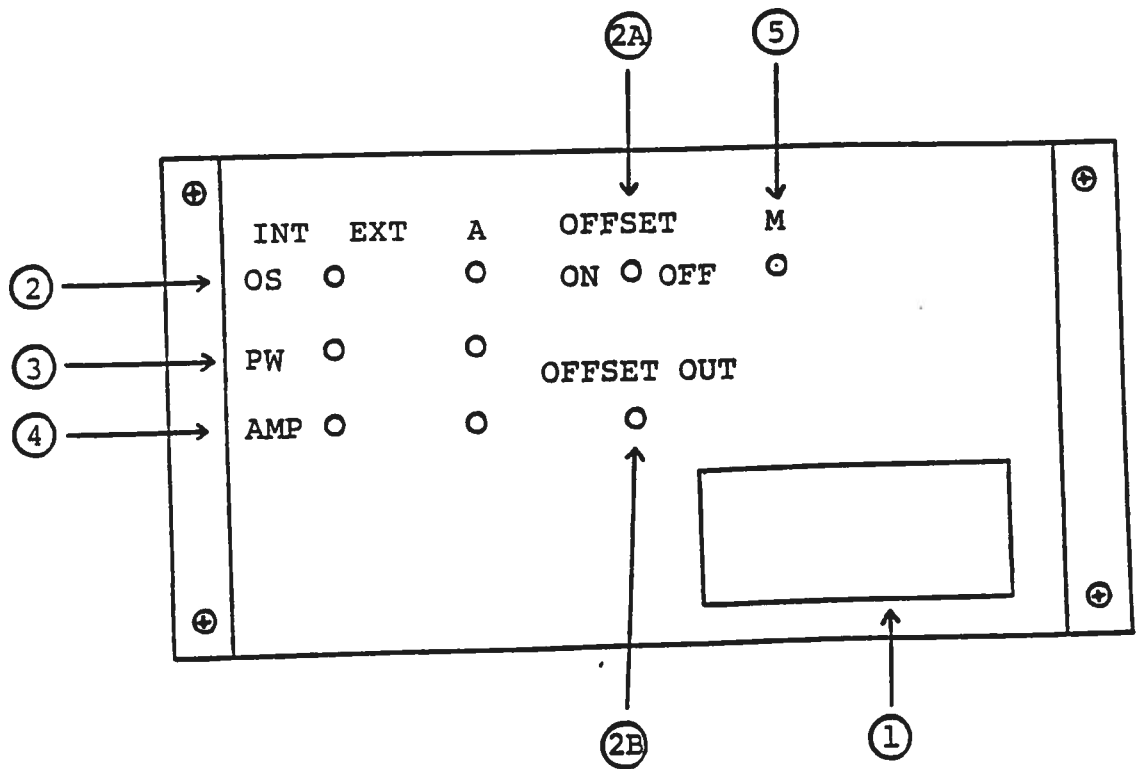 2A 5
INT EXT A OFFSET M
2 OS ON OFF
3 PW OFFSET OUT
4 AMP
2B 1